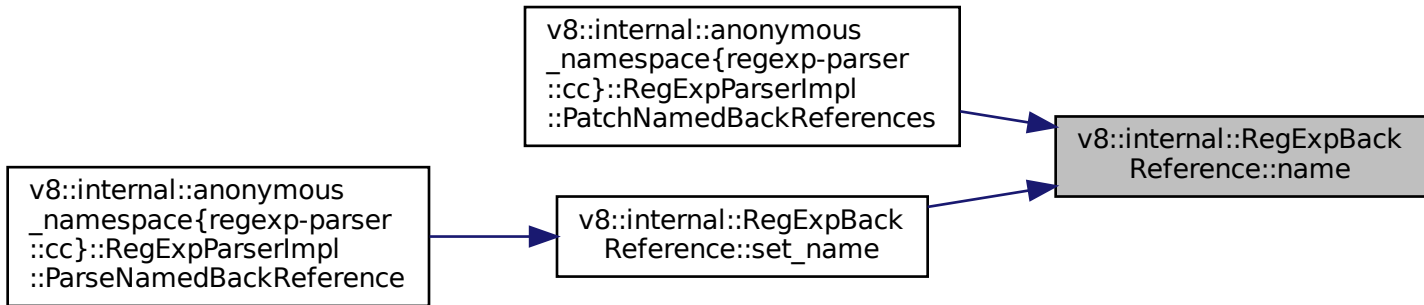 v8::internal::anonymous
_namespace{regexp-parser
::cc}::RegExpParserImpl
::PatchNamedBackReferences
v8::internal::RegExpBack
Reference::name
v8::internal::anonymous
_namespace{regexp-parser
::cc}::RegExpParserImpl
::ParseNamedBackReference
v8::internal::RegExpBack
Reference::set_name